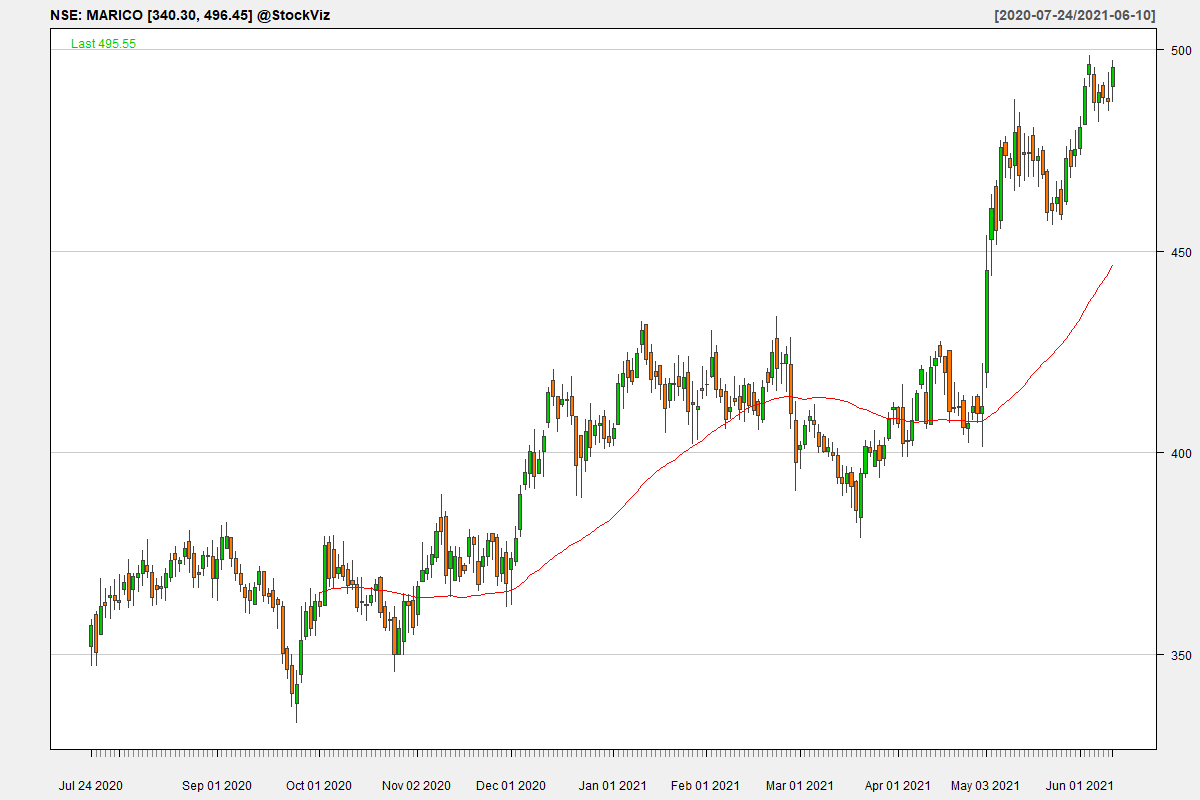 NSE: MARICO [340.30, 496.45] @StockViz
[2020-07-24/2021-06-10]
Last 495.55
500
450
400
350
Jul 24 2020
Sep 01 2020
Oct 01 2020
Nov 02 2020
Dec 01 2020
Jan 01 2021
Feb 01 2021
Mar 01 2021
Apr 01 2021
May 03 2021
Jun 01 2021